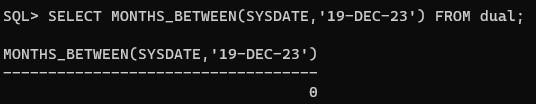 SQL> SELECT MONTHS_BETWEEN(SYSDATE,'19-DEC-23') FROM dual;
MONTHS_BETWEEN(SYSDATE,'19-DEC-23')
-----------------------------------
0